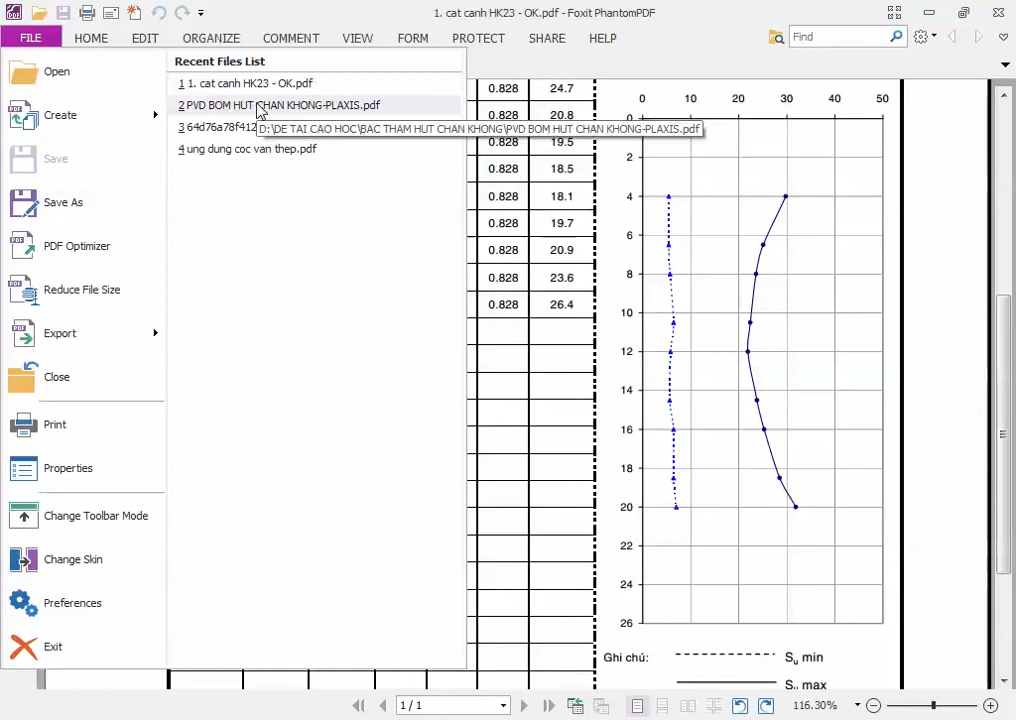 1. cat canh HK23 - OK.pdf - Foxit PhantomPDF
FILE HOME EDIT ORGANIZE COMMENT VIEW FORM PROTECT SHARE HELP
Find
Open
Create
Save
Save As
PDF Optimizer
Reduce File Size
Export
Close
Print
Properties
Change Toolbar Mode
Change Skin
Preferences
Exit
Recent Files List
1 1. cat canh HK23 - OK.pdf
2 PVD BOM HUT CHAN KHONG-PLAXIS.pdf
D:\DE TAI CAO HOC\BAC THAM HUT CHAN KHONG\PVD BOM HUT CHAN KHONG-PLAXIS.pdf
3 64d76a78f412
4 ung dung coc van thep.pdf
0.828 24.7
0.828 20.8
19.5
0.828 18.5
0.828 18.1
0.828 19.7
0.828 20.9
0.828 23.6
0.828 26.4
0 10 20 30 40 50
0
2
4
6
8
10
12
14
16
18
20
22
24
26
Ghi chú: Su min
Su max
1 / 1
116.30%